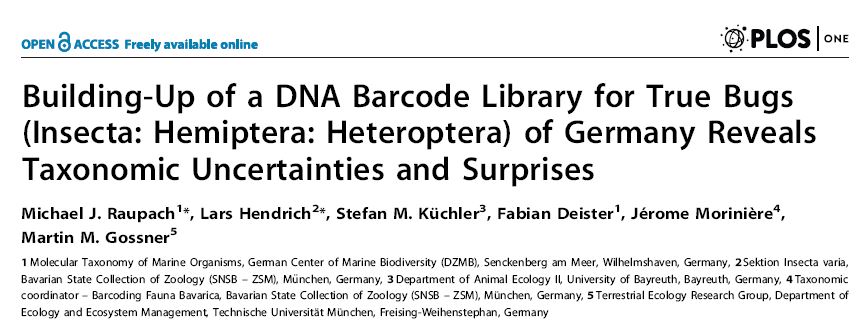 OPEN ACCESS Freely available online
PLOS ONE
Building-Up of a DNA Barcode Library for True Bugs
(Insecta: Hemiptera: Heteroptera) of Germany Reveals
Taxonomic Uncertainties and Surprises
Michael J. Raupach1*, Lars Hendrich2*, Stefan M. Küchler3, Fabian Deister1, Jérome Morinière4,
Martin M. Gossner5
1 Molecular Taxonomy of Marine Organisms, German Center of Marine Biodiversity (DZMB), Senckenberg am Meer, Wilhelmshaven, Germany, 2 Sektion Insecta varia,
Bavarian State Collection of Zoology (SNSB – ZSM), München, Germany, 3 Department of Animal Ecology II, University of Bayreuth, Bayreuth, Germany, 4 Taxonomic
coordinator – Barcoding Fauna Bavarica, Bavarian State Collection of Zoology (SNSB – ZSM), München, Germany, 5 Terrestrial Ecology Research Group, Department of
Ecology and Ecosystem Management, Technische Universität München, Freising-Weihenstephan, Germany